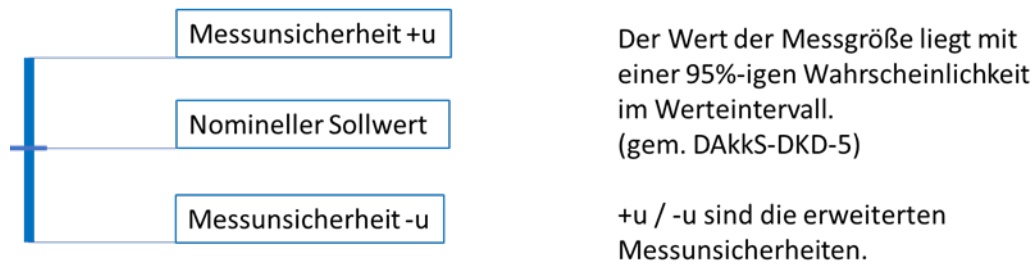 Messunsicherheit +u
Nomineller Sollwert
Messunsicherheit -u
Der Wert der Messgröße liegt mit
einer 95%-igen Wahrscheinlichkeit
im Werteintervall.
(gem. DAkkS-DKD-5)
+u / -u sind die erweiterten
Messunsicherheiten.